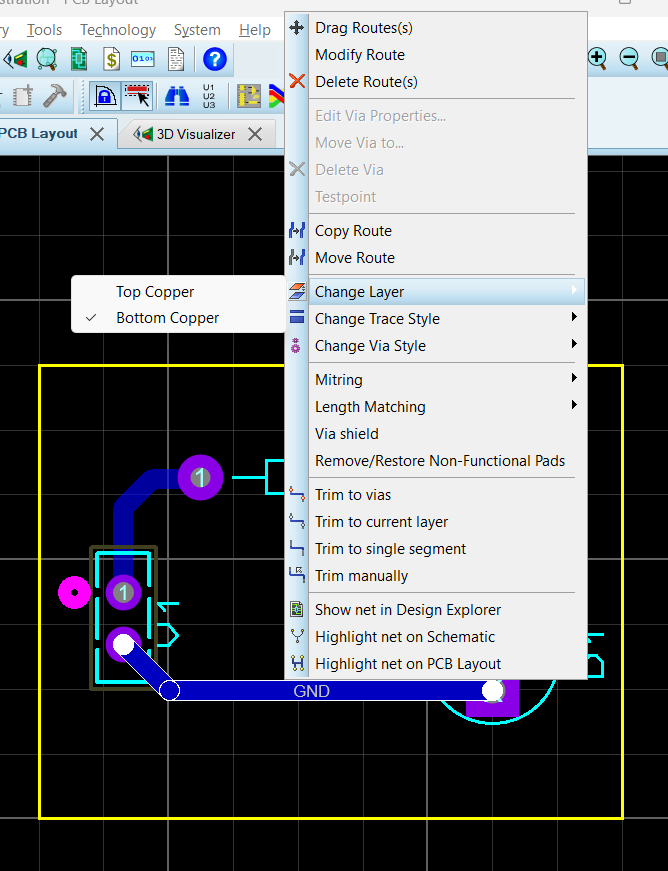 PCB Layout
Tools Technology System Help
$
0101
?
U1
U2
U3
PCB Layout
3D Visualizer
Drag Routes(s)
Modify Route
Delete Route(s)
Edit Via Properties...
Move Via to...
Delete Via
Testpoint
Copy Route
Move Route
Change Layer
Top Copper
Bottom Copper
Change Trace Style
Change Via Style
Mitring
Length Matching
Via shield
Remove/Restore Non-Functional Pads
Trim to vias
Trim to current layer
Trim to single segment
Trim manually
Show net in Design Explorer
Highlight net on Schematic
Highlight net on PCB Layout
1
1
GND